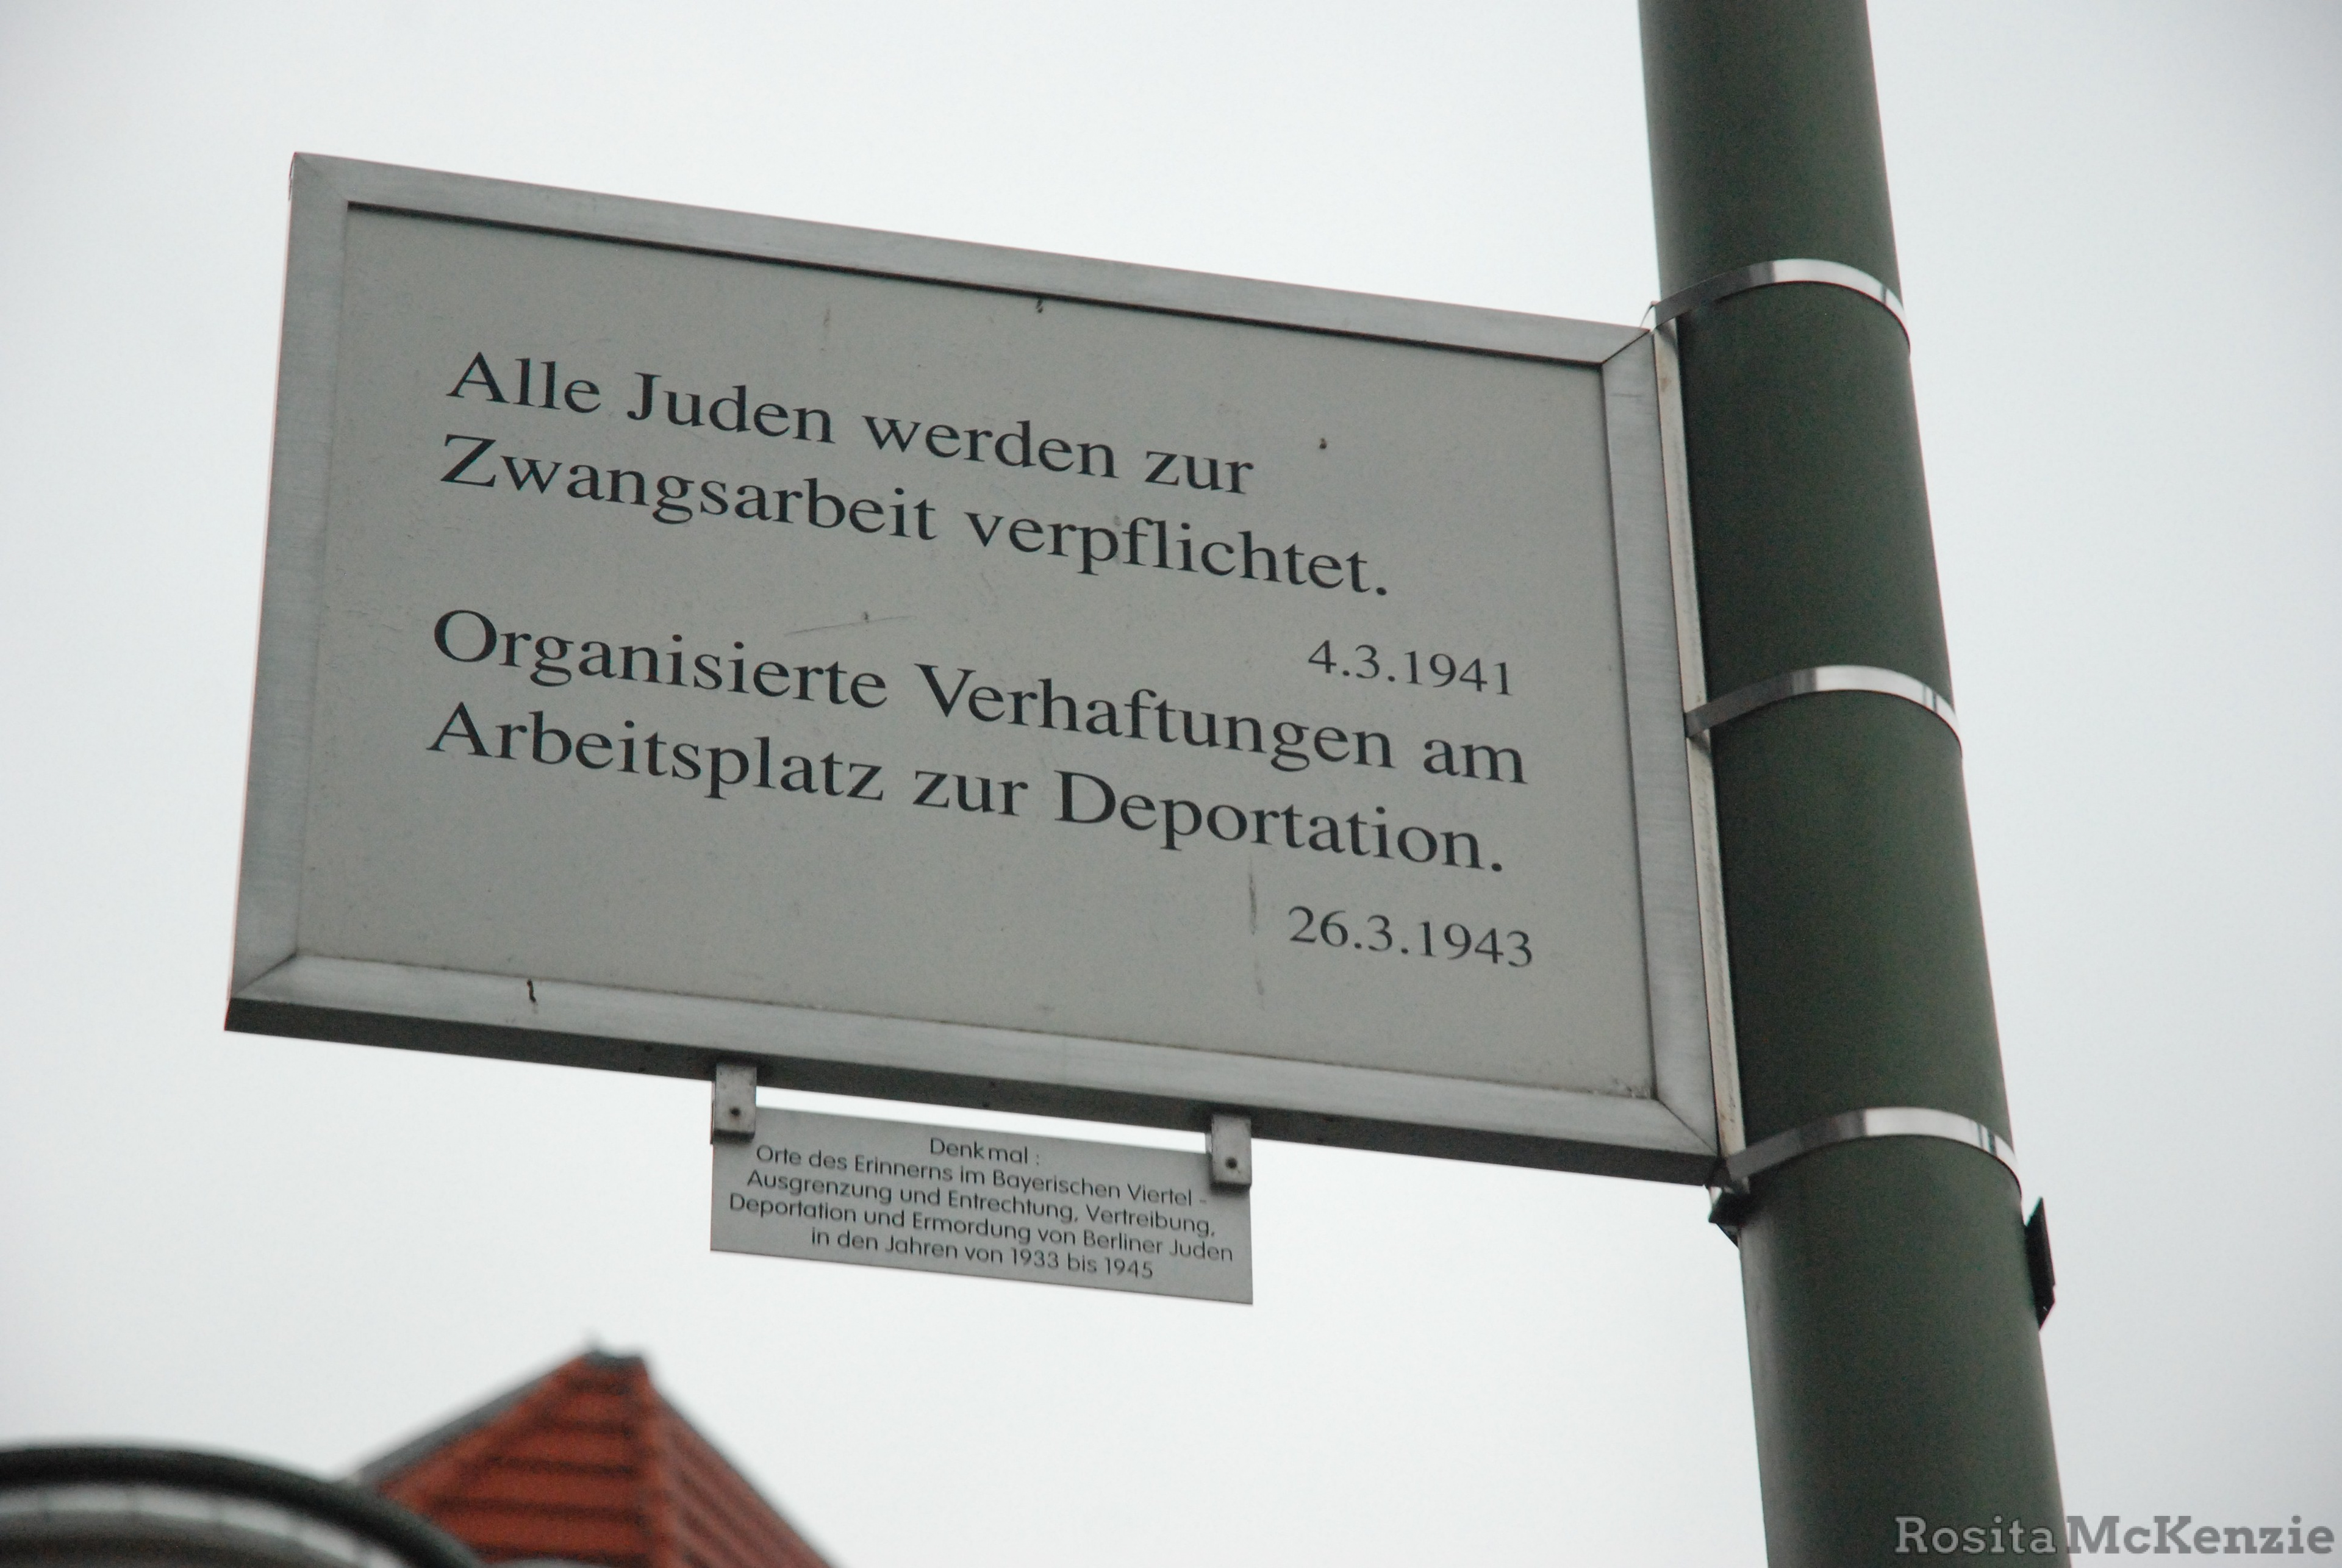 Alle Juden werden zur
Zwangsarbeit verpflichtet.
4.3.1941
Organisierte Verhaftungen am
Arbeitsplatz zur Deportation.
26.3.1943
Denkmal :
Orte des Erinnerns im Bayerischen Viertel -
Ausgrenzung und Entrechtung, Vertreibung,
Deportation und Ermordung von Berliner Juden
in den Jahren von 1933 bis 1945
Rosita McKenzie